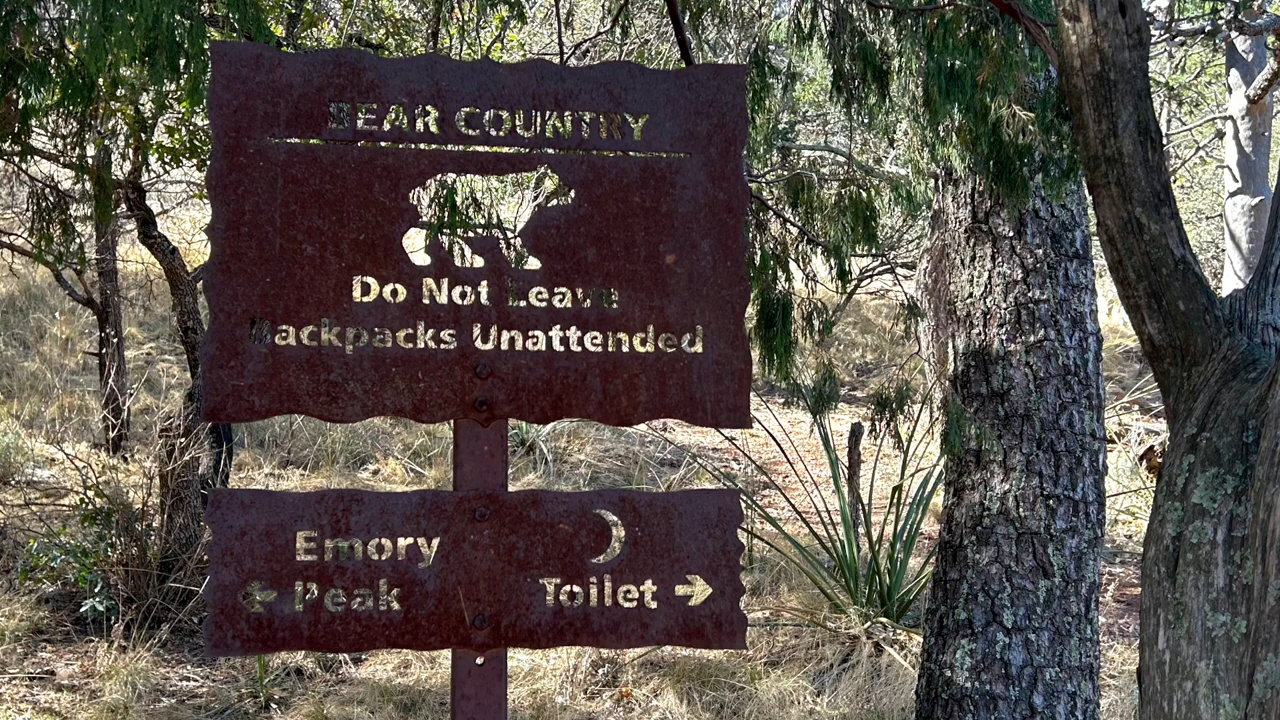 BEAR COUNTRY
Do Not Leave
Backpacks Unattended
Emory
Peak
Toilet